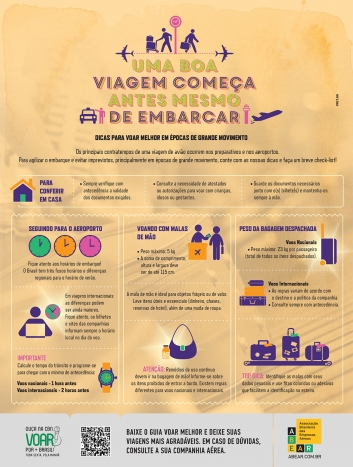 UMA BOA
VIAGEM COMEÇA
ANTES MESMO
DE EMBARCAR
DICAS PARA VOAR MELHOR EM ÉPOCAS DE GRANDE MOVIMENTO
Os principais contratempos de uma viagem de avião ocorrem nos preparativos e nos aeroportos.
Para agilizar o embarque e evitar imprevistos, principalmente em épocas de grande movimento, conte com as nossas dicas e faça um breve check-list!
PARA
CONFERIR
EM CASA
• Sempre verifique com
antecedência a validade
dos documentos exigidos.
• Consulte a necessidade de atestados
ou autorizações para voar com crianças,
idosos ou gestantes.
• Guarde os documentos necessários
junto com o(s) bilhete(s) e mantenha-os
sempre à mão.
SEGUINDO PARA O AEROPORTO
Fique atento aos horários de embarque!
O Brasil tem três fusos horários e diferenças
regionais para o horário de verão.
Em viagens internacionais
as diferenças podem
ser ainda maiores.
Fique atento, os bilhetes
e sites das companhias
informam sempre o horário
local no dia do voo.
IMPORTANTE
Calcule o tempo do trânsito e programe-se
para chegar com a mínima de antecedência:
Voos nacionais - 1 hora antes
Voos internacionais - 2 horas antes
VOANDO COM MALAS
DE MÃO
• Peso máximo: 5 kg
• A soma do comprimento,
altura e largura deve
ser de até 115 cm.
A mala de mão é ideal para objetos frágeis ou de valor.
Leve itens úteis e essenciais (dinheiro, chaves,
reservas de hotel), além de uma muda de roupa.
ATENÇÃO: Remédios de uso contínuo
devem ir na bagagem de mão! Informe-se sobre
os itens proibidos de entrar a bordo. Existem regras
diferentes para voos nacionais e internacionais.
PESO DA BAGAGEM DESPACHADA
Voos Nacionais
• Peso máximo: 23 kg por passageiro
(total de todos os itens despachados).
Voos Internacionais
• As regras variam de acordo com
o destino e a política da companhia.
• Consulte sempre com antecedência.
TOP DICA: Identifique as malas com seus
dados pessoais e use fitas coloridas ou adesivos
que facilitem a identificação na esteira.
OUÇA NA CBN
VOAR
POR + BRASIL!
BAIXE O GUIA VOAR MELHOR E DEIXE SUAS
VIAGENS MAIS AGRADÁVEIS. EM CASO DE DÚVIDAS,
CONSULTE A SUA COMPANHIA AÉREA.
AB
EAR
Associação
Brasileira
das Empresas
Aéreas
ABEAR.COM.BR